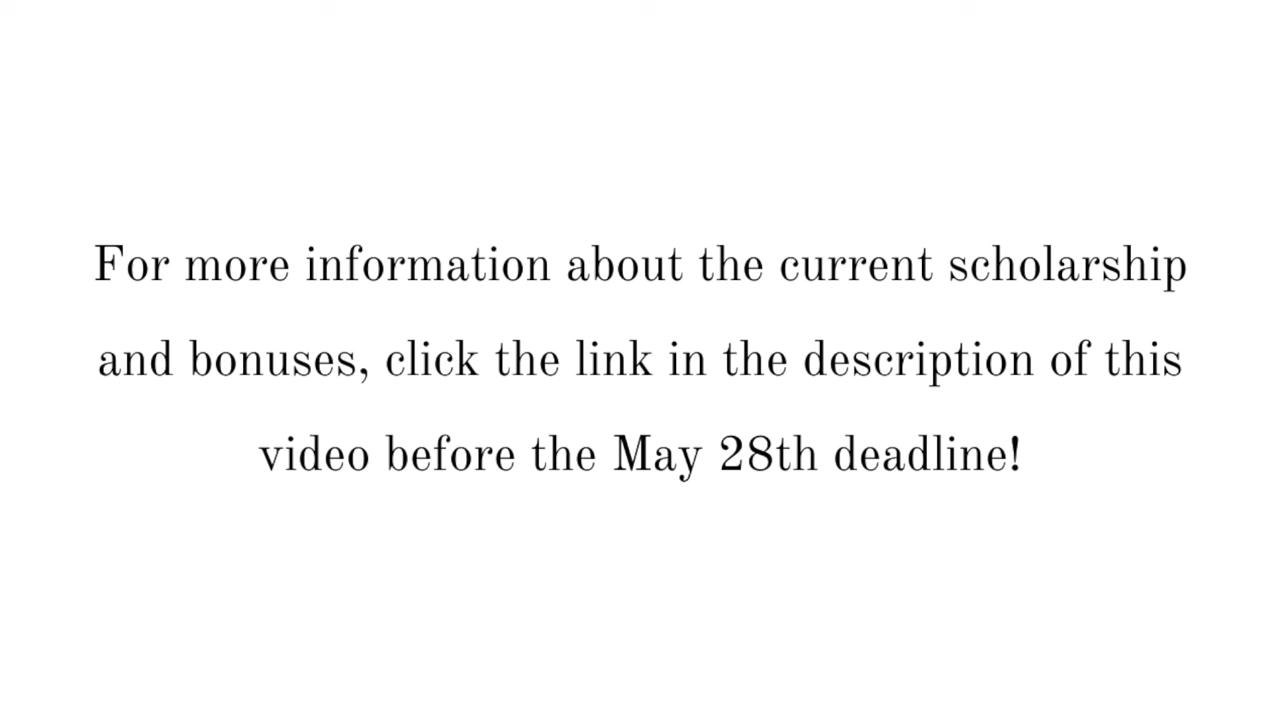 For more information about the current scholarship
and bonuses, click the link in the description of this
video before the May 28th deadline!